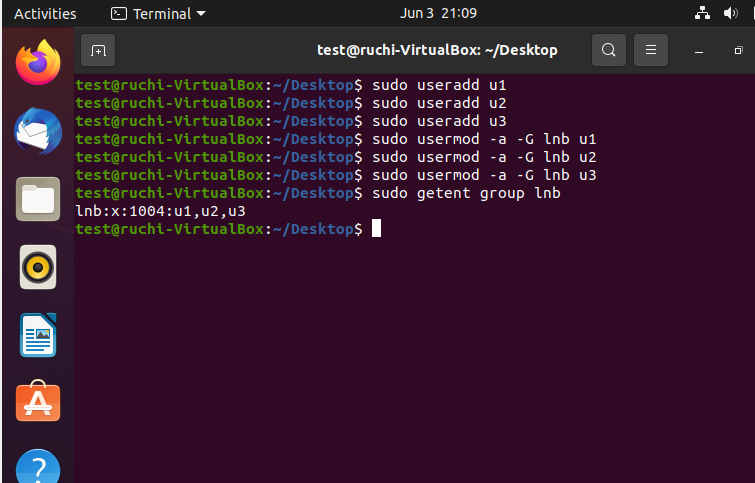 Activities
Terminal
Jun 3 21:09
test@ruchi-VirtualBox: ~/Desktop
test@ruchi-VirtualBox:~/Desktop$ sudo useradd u1
test@ruchi-VirtualBox:~/Desktop$ sudo useradd u2
test@ruchi-VirtualBox:~/Desktop$ sudo useradd u3
test@ruchi-VirtualBox:~/Desktop$ sudo usermod -a -G lnb u1
test@ruchi-VirtualBox:~/Desktop$ sudo usermod -a -G lnb u2
test@ruchi-VirtualBox:~/Desktop$ sudo usermod -a -G lnb u3
test@ruchi-VirtualBox:~/Desktop$ sudo getent group lnb
lnb:x:1004:u1,u2,u3
test@ruchi-VirtualBox:~/Desktop$